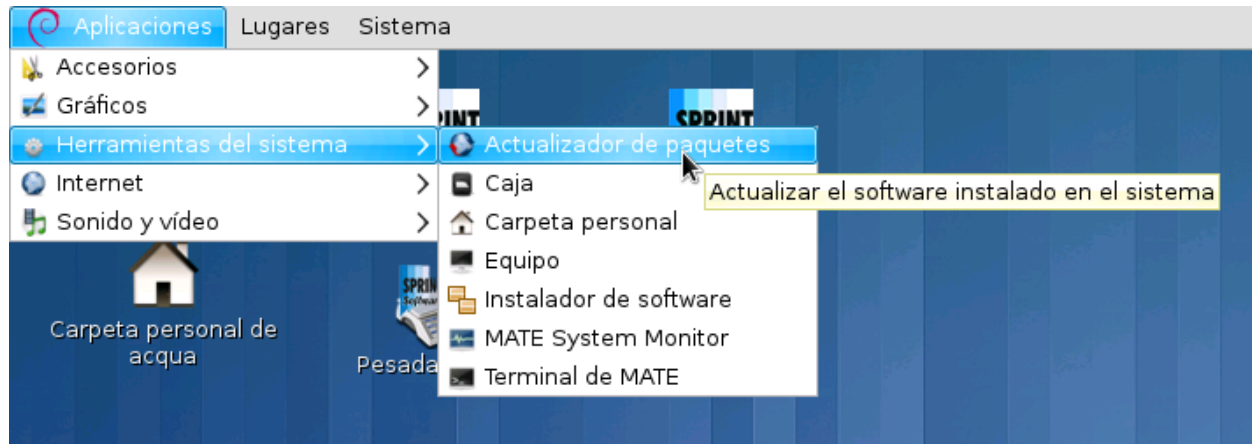 Aplicaciones Lugares Sistema
Accesorios
Gráficos
Herramientas del sistema
Internet
Sonido y vídeo
SPRINT
Actualizador de paquetes
Caja
Carpeta personal
Equipo
Instalador de software
MATE System Monitor
Terminal de MATE
Actualizar el software instalado en el sistema
Carpeta personal de
acqua
Pesada